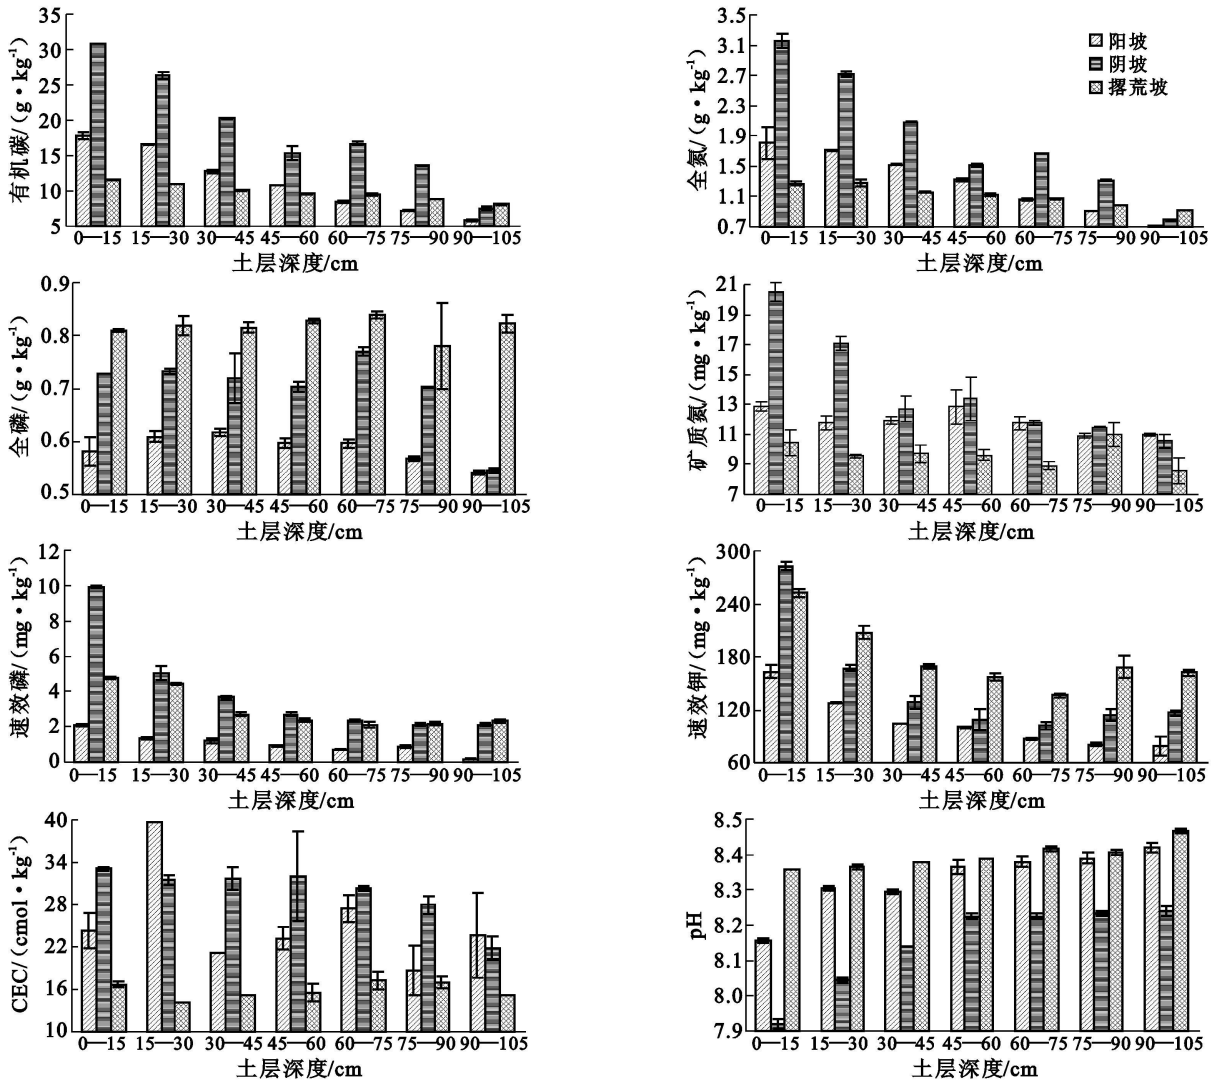 35
30
25
20
15
10
5
有机碳/(g·kg⁻¹)
0—15 15—30 30—45 45—60 60—75 75—90 90—105
土层深度/cm
3.5
3.1
2.7
2.3
1.9
1.5
1.1
0.7
全氮/(g·kg⁻¹)
阳坡
阴坡
撂荒坡
0—15 15—30 30—45 45—60 60—75 75—90 90—105
土层深度/cm
0.9
0.8
0.7
0.6
0.5
全磷/(g·kg⁻¹)
0—15 15—30 30—45 45—60 60—75 75—90 90—105
土层深度/cm
21
19
17
15
13
11
9
7
矿质氮/(mg·kg⁻¹)
0—15 15—30 30—45 45—60 60—75 75—90 90—105
土层深度/cm
12
10
8
6
4
2
0
速效磷/(mg·kg⁻¹)
0—15 15—30 30—45 45—60 60—75 75—90 90—105
土层深度/cm
300
240
180
120
60
速效钾/(mg·kg⁻¹)
0—15 15—30 30—45 45—60 60—75 75—90 90—105
土层深度/cm
40
34
28
22
16
10
CEC/(cmol·kg⁻¹)
0—15 15—30 30—45 45—60 60—75 75—90 90—105
土层深度/cm
8.5
8.4
8.3
8.2
8.1
8.0
7.9
pH
0—15 15—30 30—45 45—60 60—75 75—90 90—105
土层深度/cm